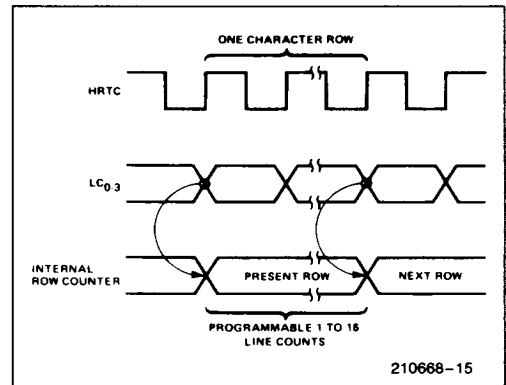 ONE CHARACTER ROW
HRTC
LC0-3
INTERNAL
ROW COUNTER
PRESENT ROW
NEXT ROW
PROGRAMMABLE 1 TO 16
LINE COUNTS
210668-15